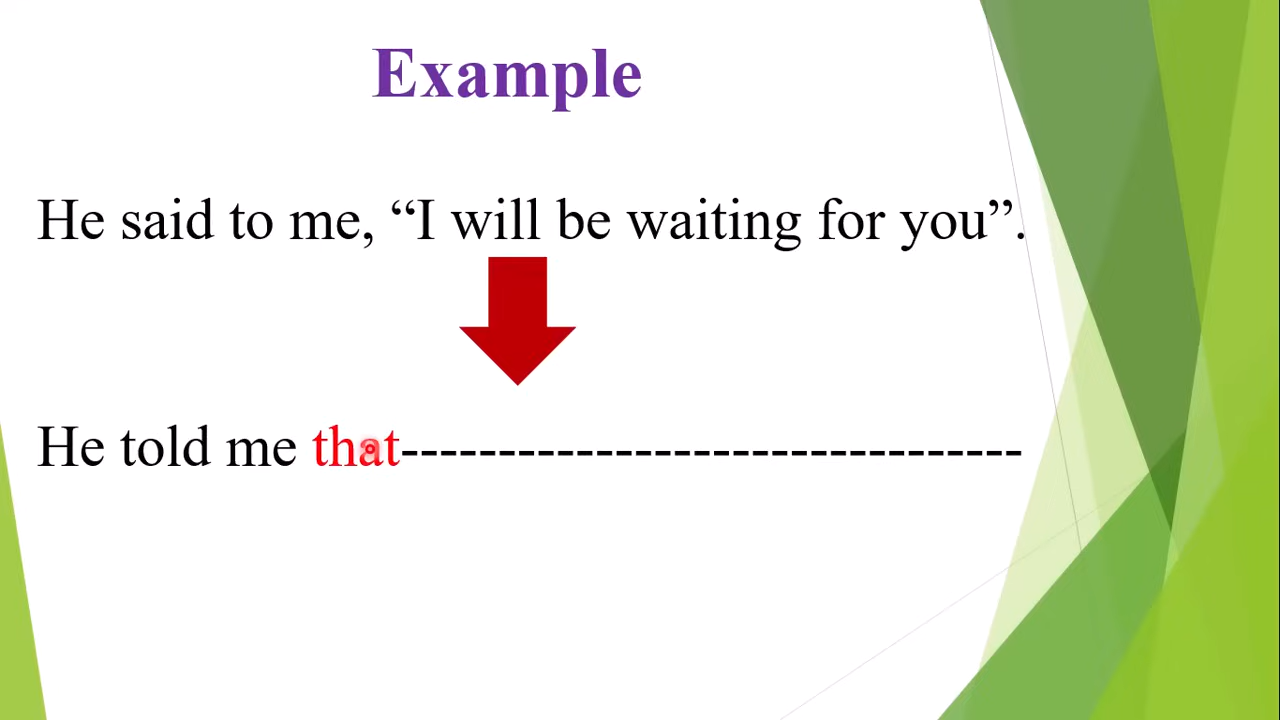 Example
He said to me, “I will be waiting for you”.
He told me that--------------------------------